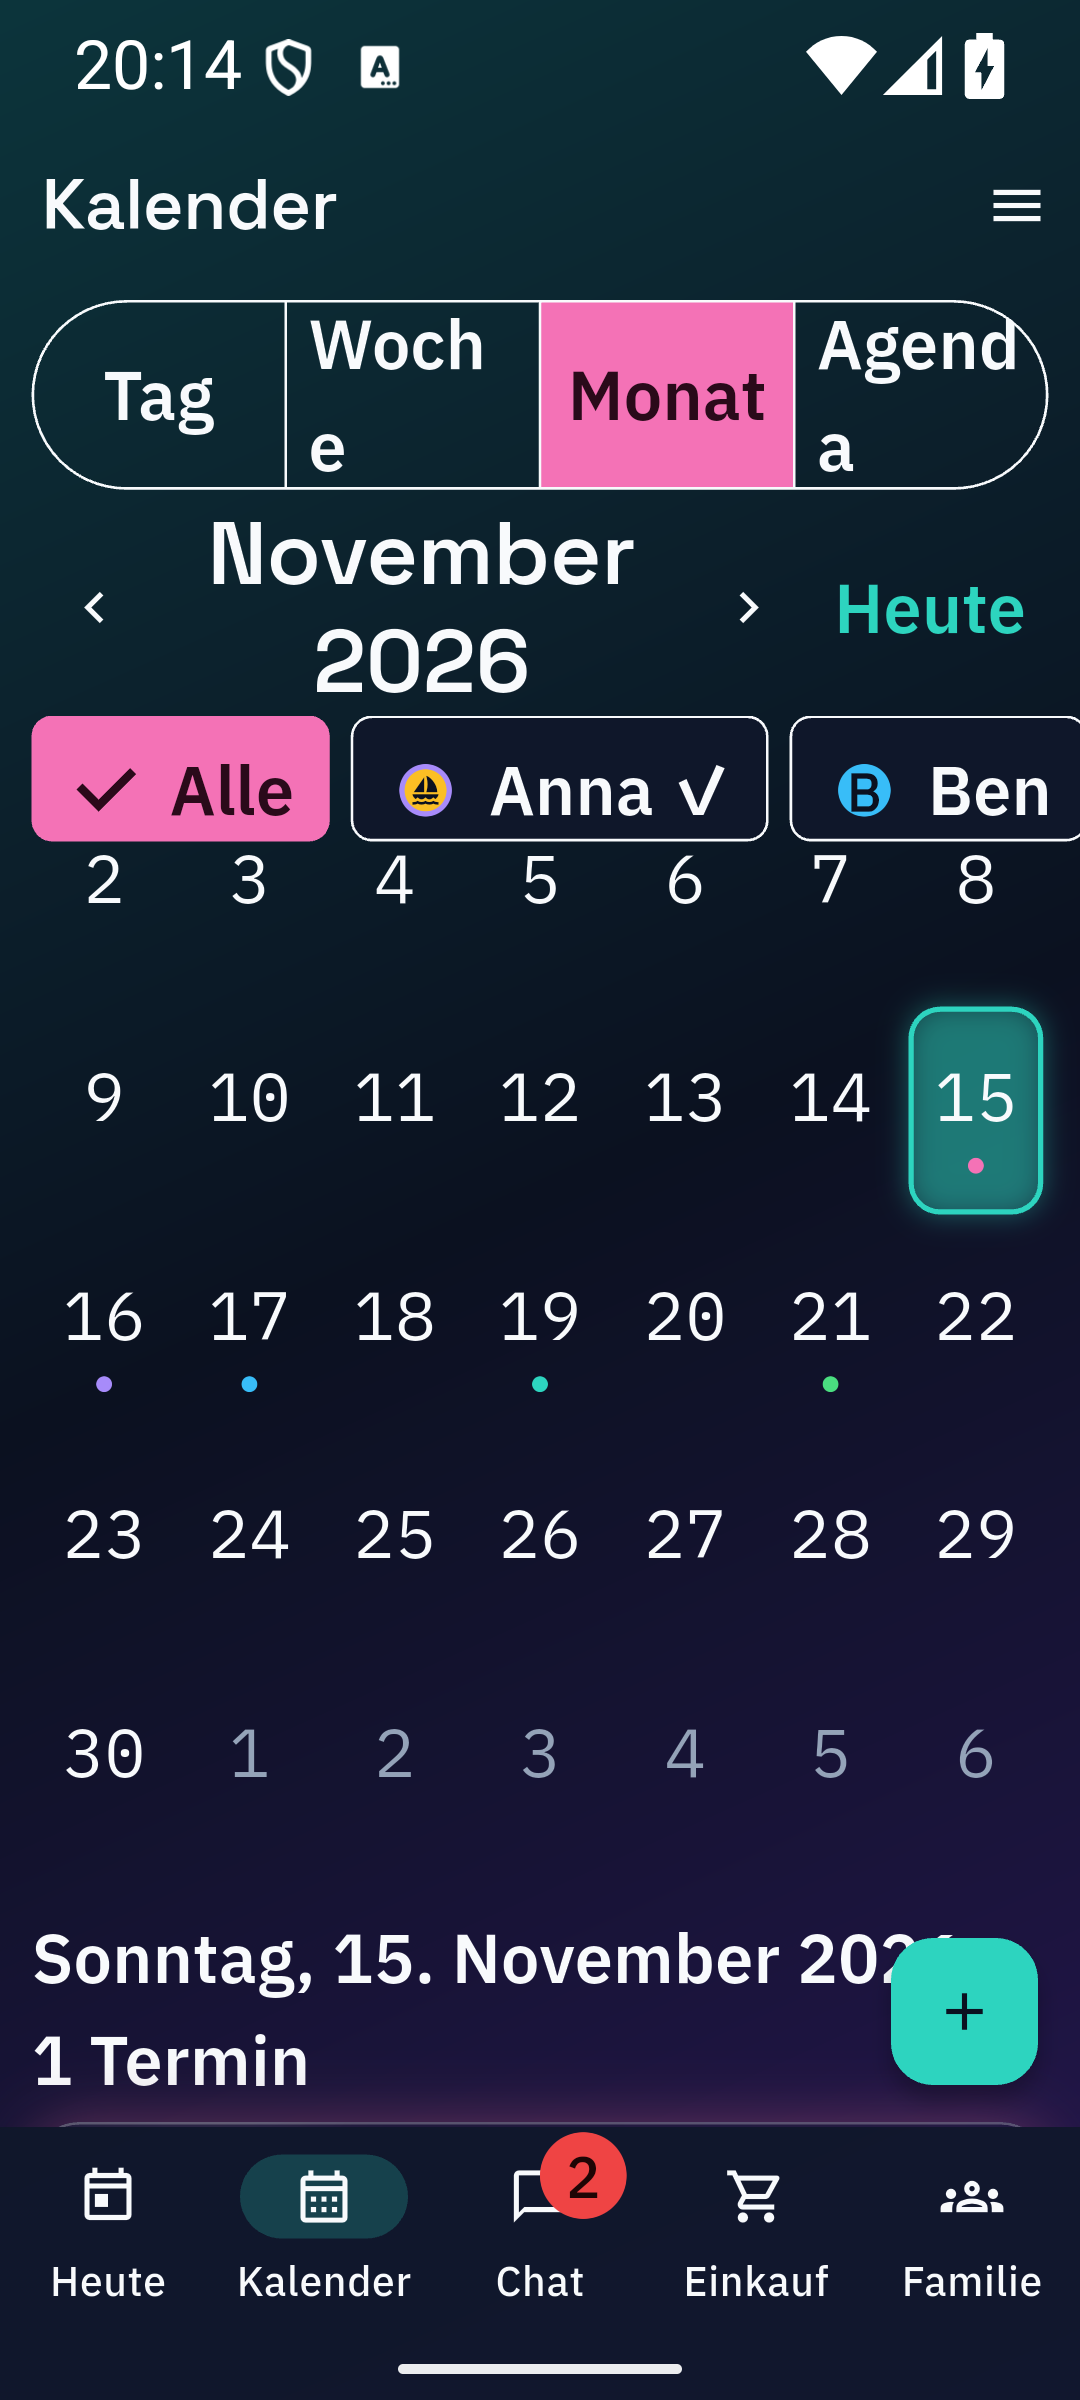 20:14
Kalender
Tag
Woch
e
Monat
Agend
a
November
2026
Heute
Alle
Anna ✓
B Ben
2 3 4 5 6 7 8
9 10 11 12 13 14 15
16 17 18 19 20 21 22
23 24 25 26 27 28 29
30 1 2 3 4 5 6
Sonntag, 15. November
1 Termin
+
2
Heute Kalender Chat Einkauf Familie